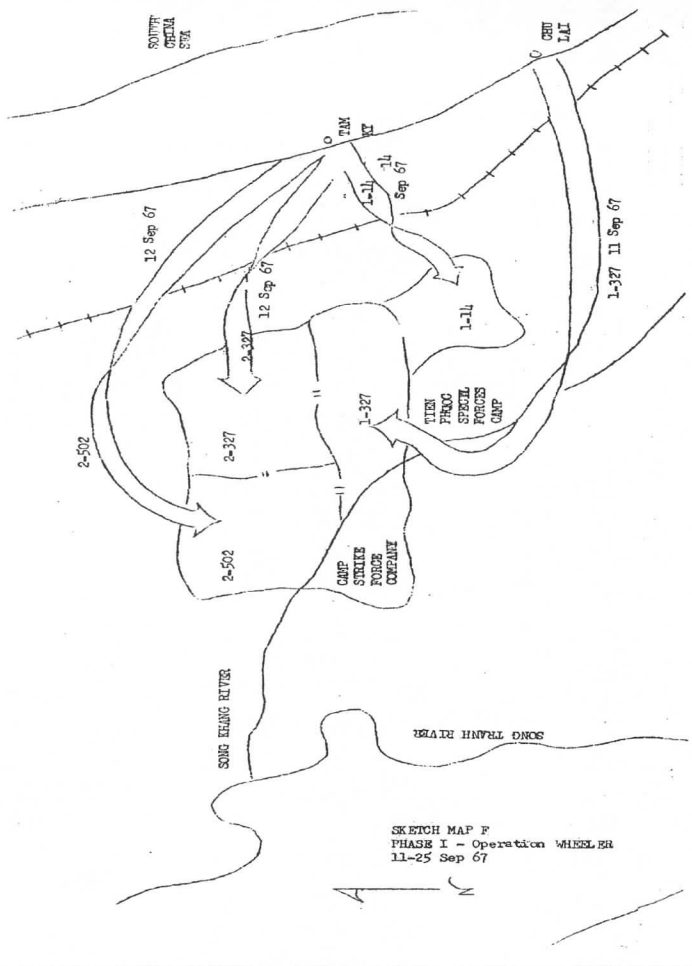 SOUTH
CHINA
SEA
CHU
LAI
TAM
KY
12 Sep 67
2-502
12 Sep 67
2-327
14
Sep 67
1-14
1-14
1-327 11 Sep 67
2-327
1-327
2-502
TIEN
PHUOC
SPECIL
FORCES
CAMP
CAMP
STRIKE
FORCE
COMPANY
SONG KHANG RIVER
SONG TRANH RIVER
SKETCH MAP F
PHASE I - Operation WHEELER
11-25 Sep 67
N